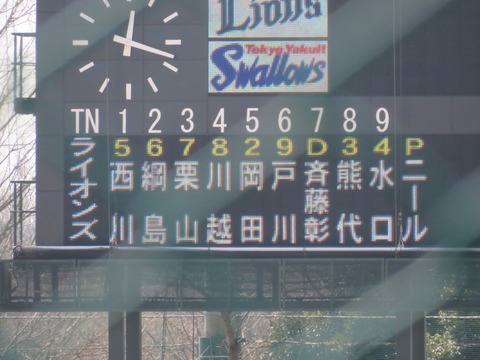 Lions
Tokyo Yakult
Swallows
TN 1 2 3 4 5 6 7 8 9
5 6 7 8 2 9 D 3 4 P
ライオンズ
西川
綱島
栗山
川越
岡田
戸川
斉藤彰
熊代
水口
ニール